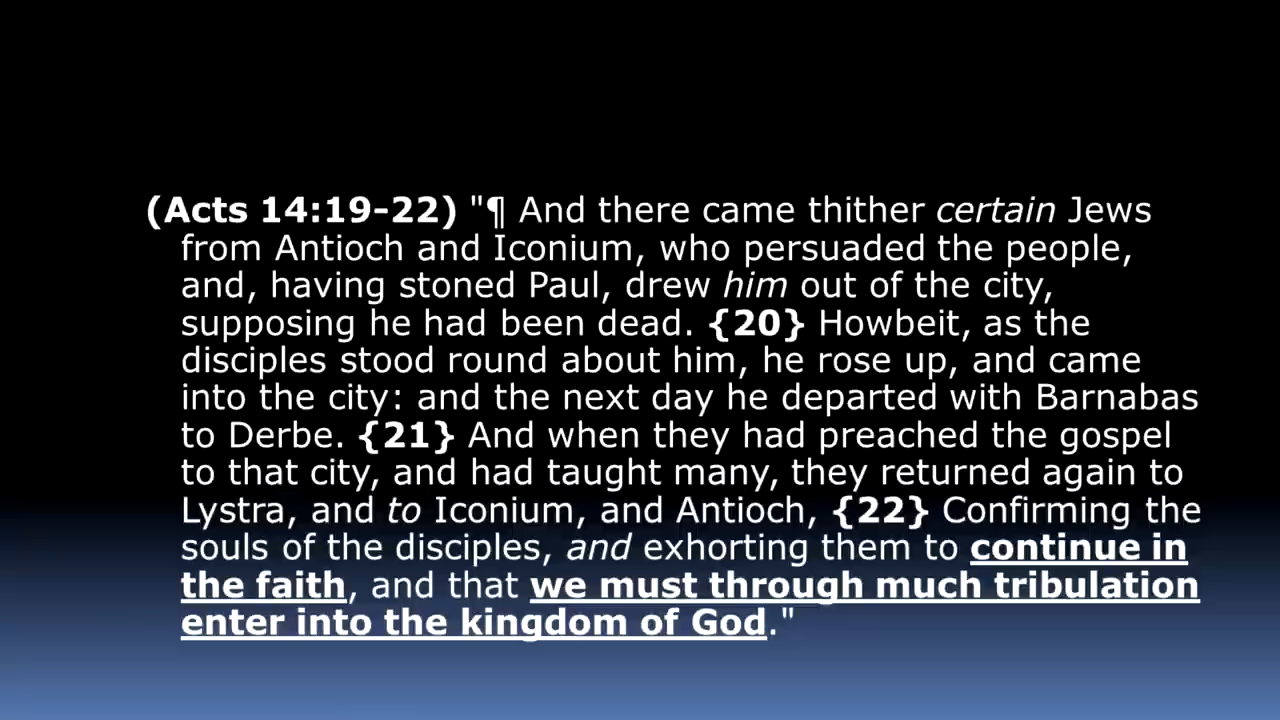 (Acts 14:19-22) "¶ And there came thither certain Jews
from Antioch and Iconium, who persuaded the people,
and, having stoned Paul, drew him out of the city,
supposing he had been dead. {20} Howbeit, as the
disciples stood round about him, he rose up, and came
into the city: and the next day he departed with Barnabas
to Derbe. {21} And when they had preached the gospel
to that city, and had taught many, they returned again to
Lystra, and to Iconium, and Antioch, {22} Confirming the
souls of the disciples, and exhorting them to continue in
the faith, and that we must through much tribulation
enter into the kingdom of God."